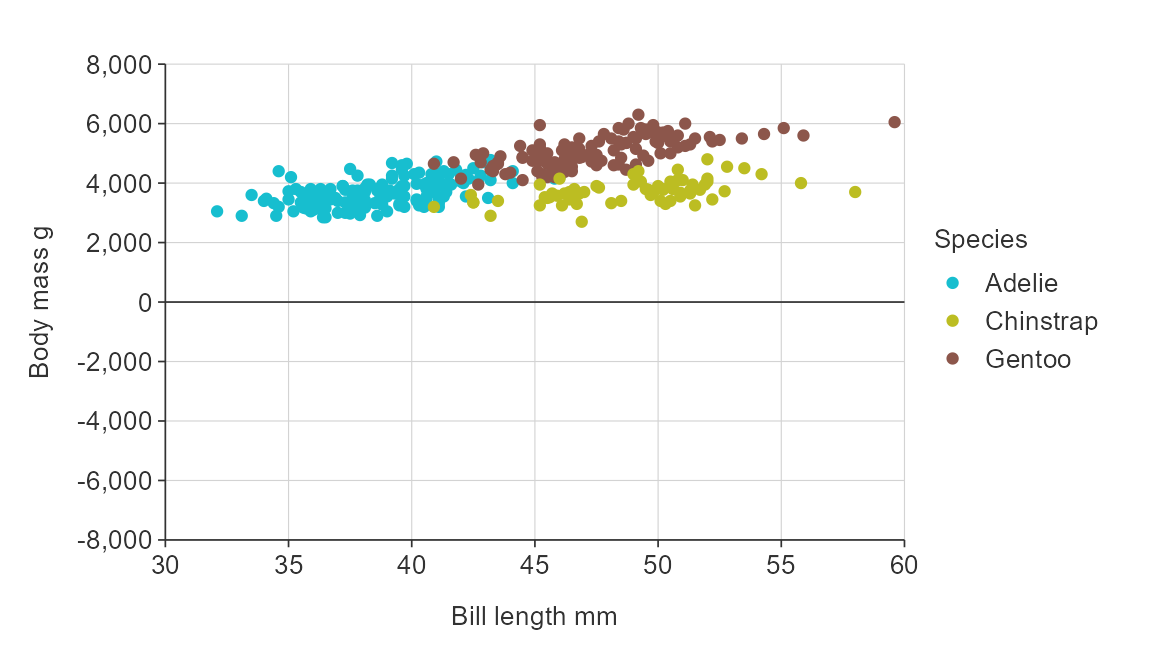 8,000
6,000
4,000
2,000
0
-2,000
-4,000
-6,000
-8,000
Body mass g
30 35 40 45 50 55 60
Bill length mm
Species
Adelie
Chinstrap
Gentoo